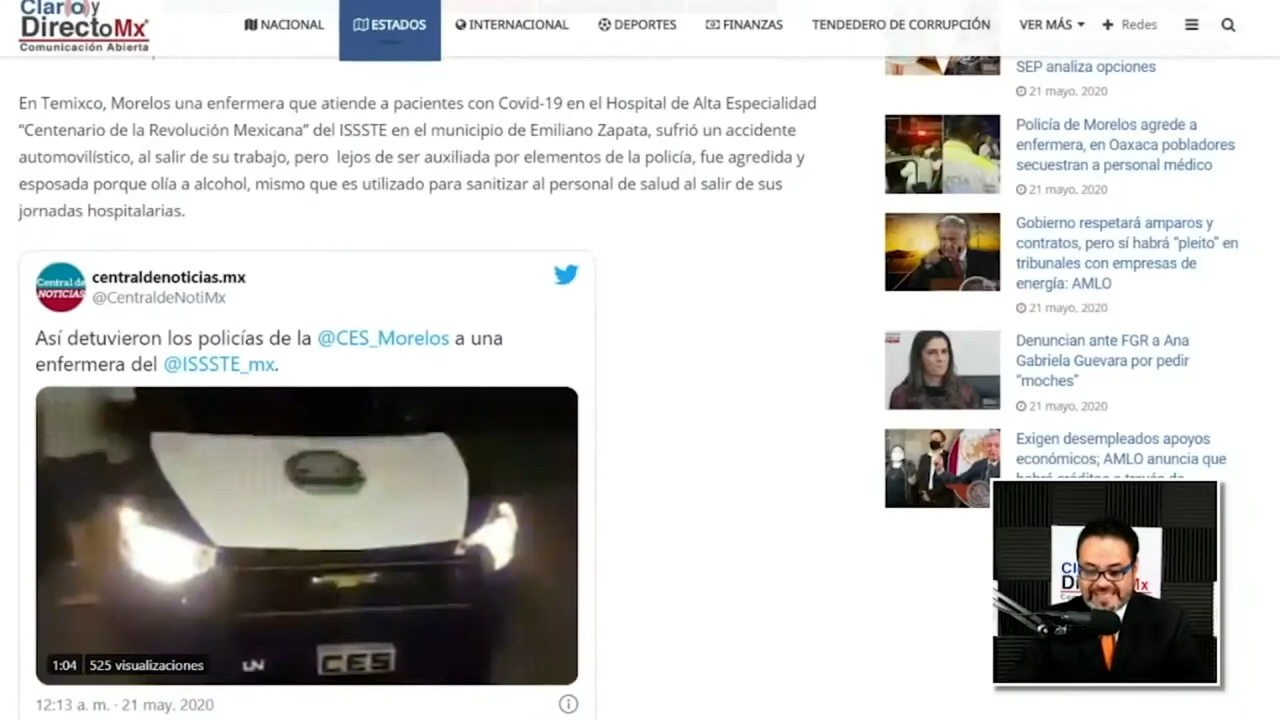 Claro y
DirectoMx
Comunicación Abierta
NACIONAL
ESTADOS
INTERNACIONAL
DEPORTES
FINANZAS
TENDEDERO DE CORRUPCIÓN
VER MÁS
+ Redes
En Temixco, Morelos una enfermera que atiende a pacientes con Covid-19 en el Hospital de Alta Especialidad
“Centenario de la Revolución Mexicana” del ISSSTE en el municipio de Emiliano Zapata, sufrió un accidente
automovilístico, al salir de su trabajo, pero lejos de ser auxiliada por elementos de la policía, fue agredida y
esposada porque olía a alcohol, mismo que es utilizado para sanitizar al personal de salud al salir de sus
jornadas hospitalarias.
Central de
NOTICIAS
centraldenoticias.mx
@CentraldeNotiMx
Así detuvieron los policías de la @CES_Morelos a una
enfermera del @ISSSTE_mx.
CES
1:04
525 visualizaciones
12:13 a. m. · 21 may. 2020
SEP analiza opciones
21 mayo, 2020
Policía de Morelos agrede a
enfermera, en Oaxaca pobladores
secuestran a personal médico
21 mayo, 2020
Gobierno respetará amparos y
contratos, pero sí habrá “pleito” en
tribunales con empresas de
energía: AMLO
21 mayo, 2020
Denuncian ante FGR a Ana
Gabriela Guevara por pedir
“moches”
21 mayo, 2020
Exigen desempleados apoyos
económicos; AMLO anuncia que